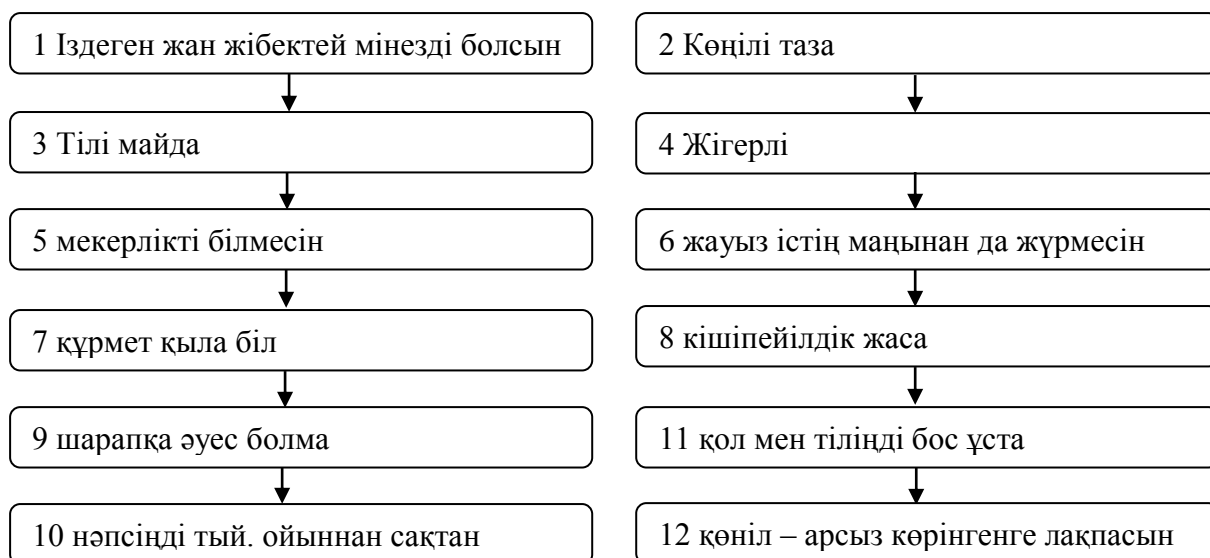 1 Іздеген жан жібектей мінезді болсын
2 Көңілі таза
3 Тілі майда
4 Жігерлі
5 мекерлікті білмесін
6 жауыз істің маңынан да жүрмесін
7 құрмет қыла біл
8 кішіпейілдік жаса
9 шарапқа әуес болма
11 қол мен тіліңді бос ұста
10 нәпсіңді тый. ойыннан сақтан
12 қөніл – арсыз көрінгенге лақпасын